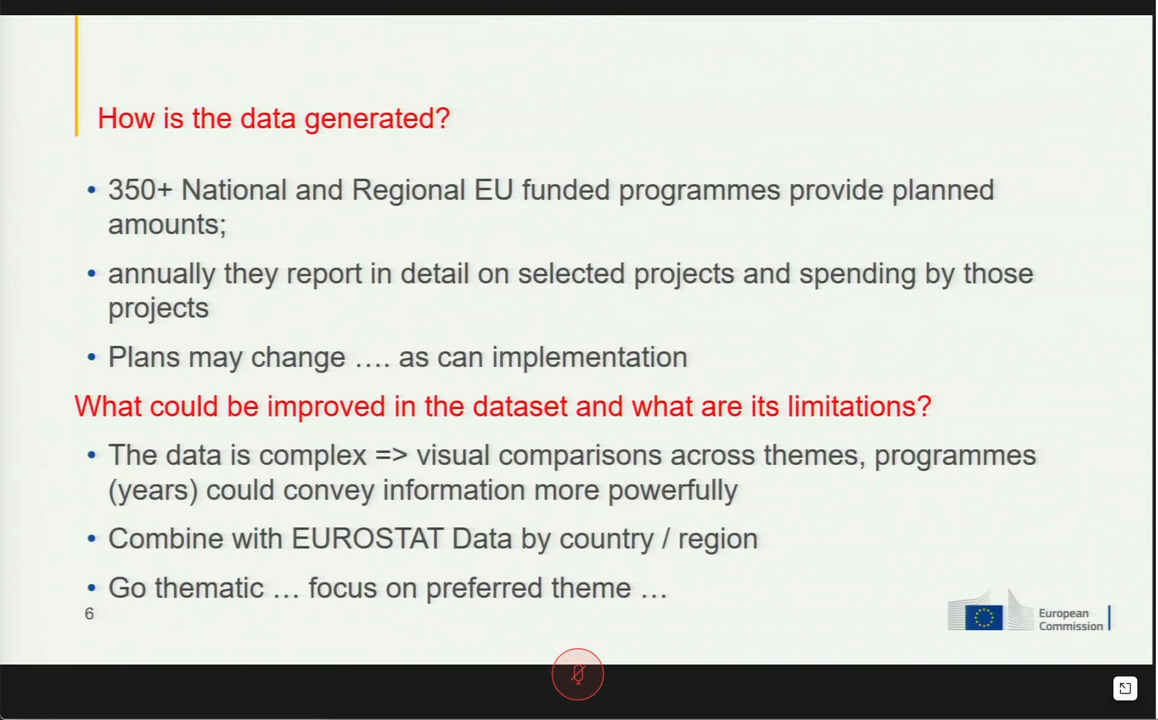 How is the data generated?
• 350+ National and Regional EU funded programmes provide planned
amounts;
• annually they report in detail on selected projects and spending by those
projects
• Plans may change …. as can implementation
What could be improved in the dataset and what are its limitations?
• The data is complex => visual comparisons across themes, programmes
(years) could convey information more powerfully
• Combine with EUROSTAT Data by country / region
• Go thematic … focus on preferred theme …
6
European
Commission